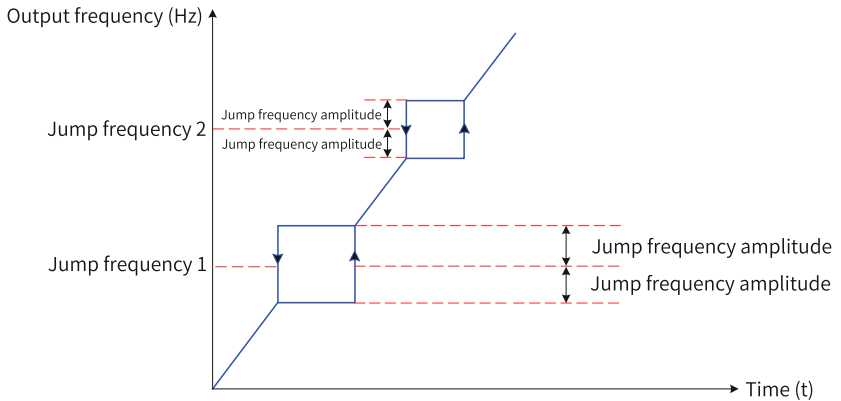 Output frequency (Hz)
Jump frequency amplitude
Jump frequency 2
Jump frequency amplitude
Jump frequency amplitude
Jump frequency 1
Jump frequency amplitude
Time (t)